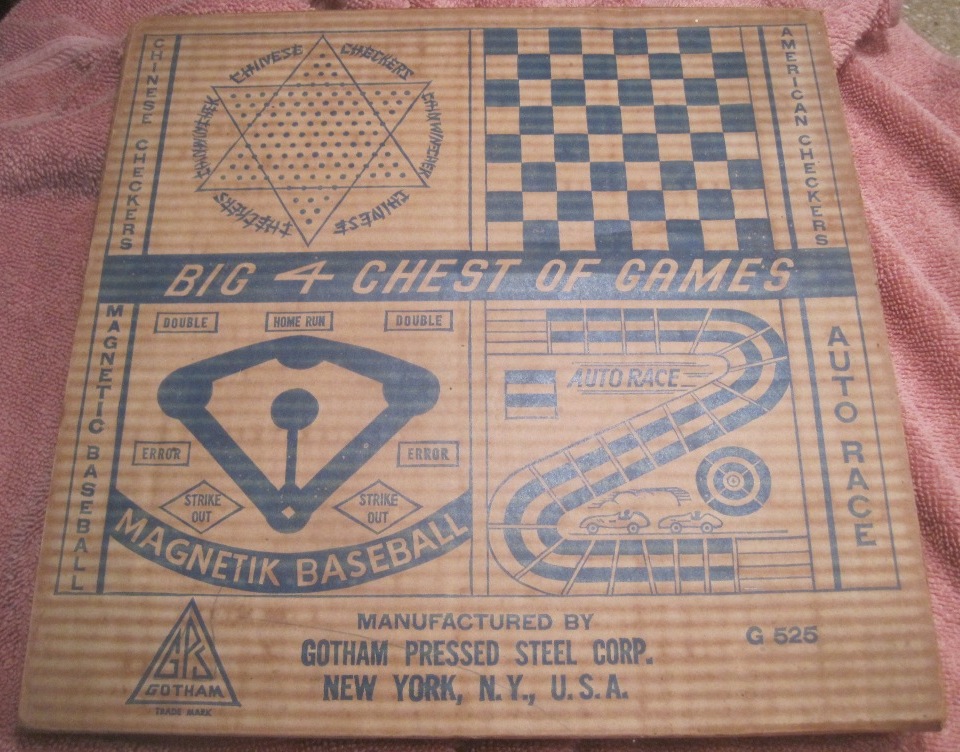 CHINESE CHECKERS
CHINESE CHECKERS
CHINESE
CHECKERS
AMERICAN CHECKERS
BIG 4 CHEST OF GAMES
MAGNETIC BASEBALL
DOUBLE
HOME RUN
DOUBLE
ERROR
ERROR
STRIKE
OUT
STRIKE
OUT
MAGNETIK BASEBALL
AUTO RACE
AUTO RACE
GPS
GOTHAM
TRADE MARK
MANUFACTURED BY
GOTHAM PRESSED STEEL CORP.
NEW YORK, N.Y., U.S.A.
G 525